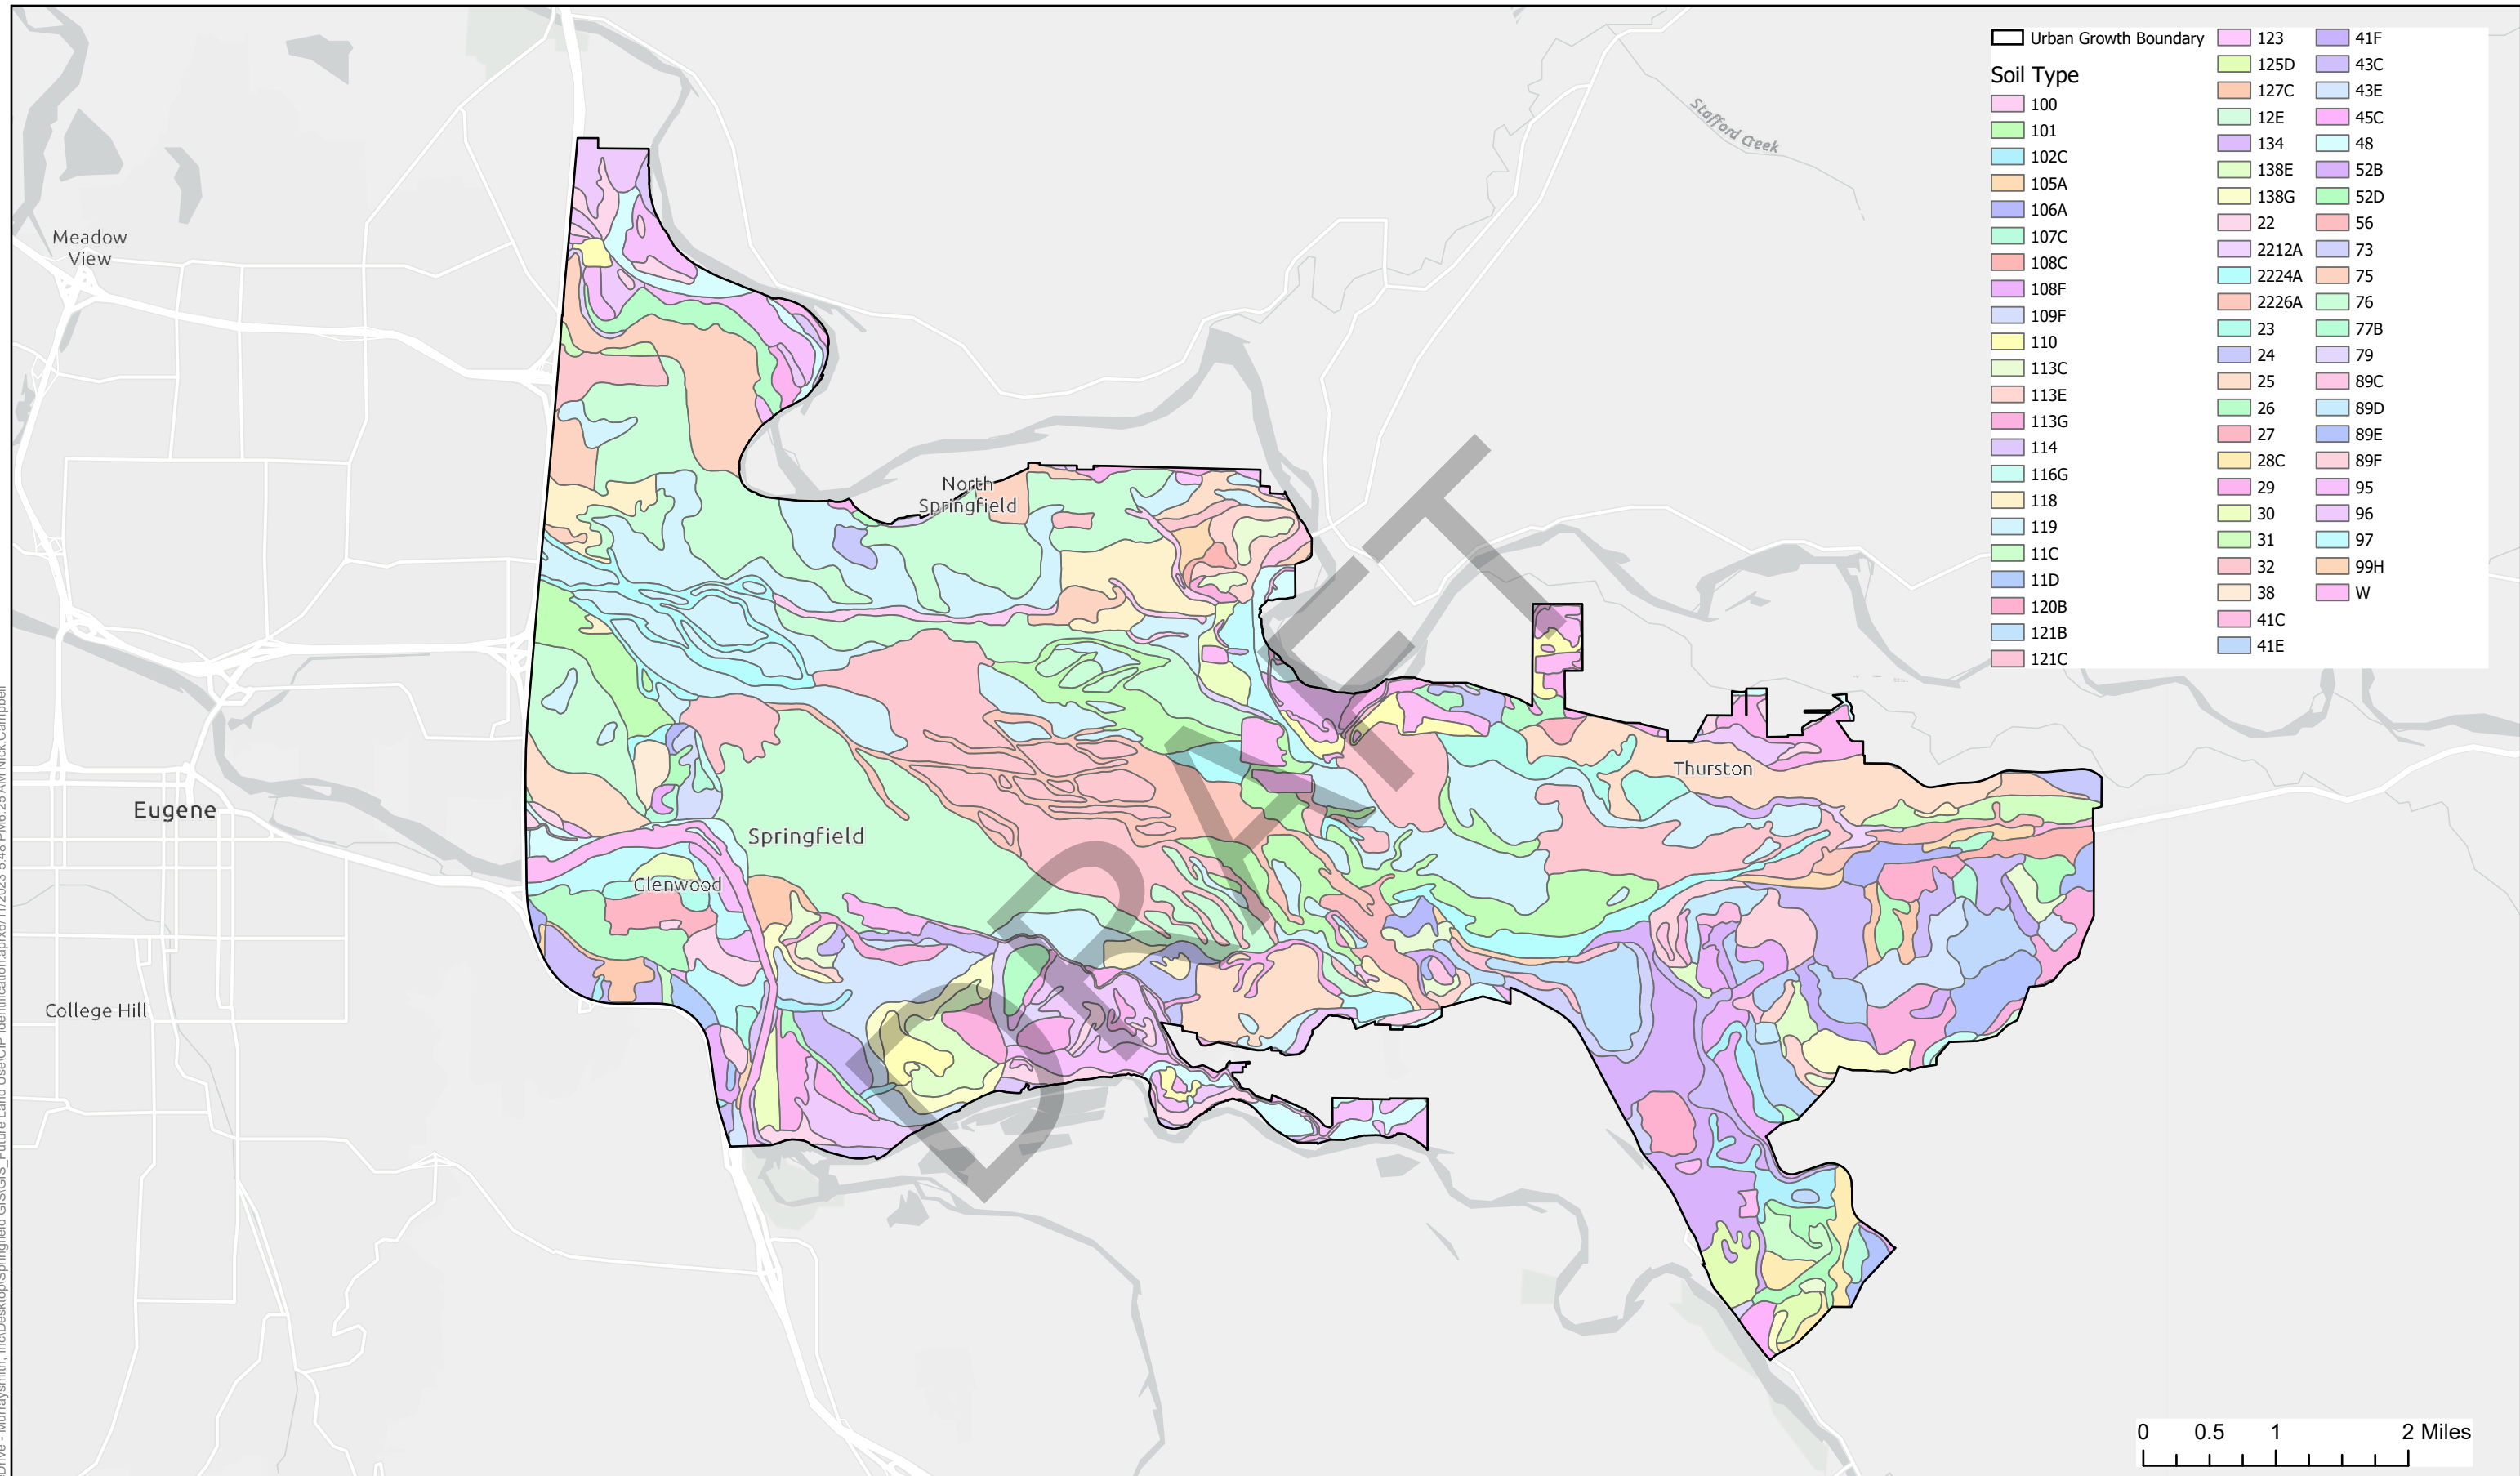 Urban Growth Boundary
Soil Type
100
101
102C
105A
106A
107C
108C
108F
109F
110
113C
113E
113G
114
116G
118
119
11C
11D
120B
121B
121C
123
125D
127C
12E
134
138E
138G
22
2212A
2224A
2226A
23
24
25
26
27
28C
29
30
31
32
38
41C
41E
41F
43C
43E
45C
48
52B
52D
56
73
75
76
77B
79
89C
89D
89E
89F
95
96
97
99H
W
Stafford Creek
Meadow
View
North
Springfield
Thurston
Eugene
Springfield
Glenwood
College Hill
DRAFT
0 0.5 1 2 Miles